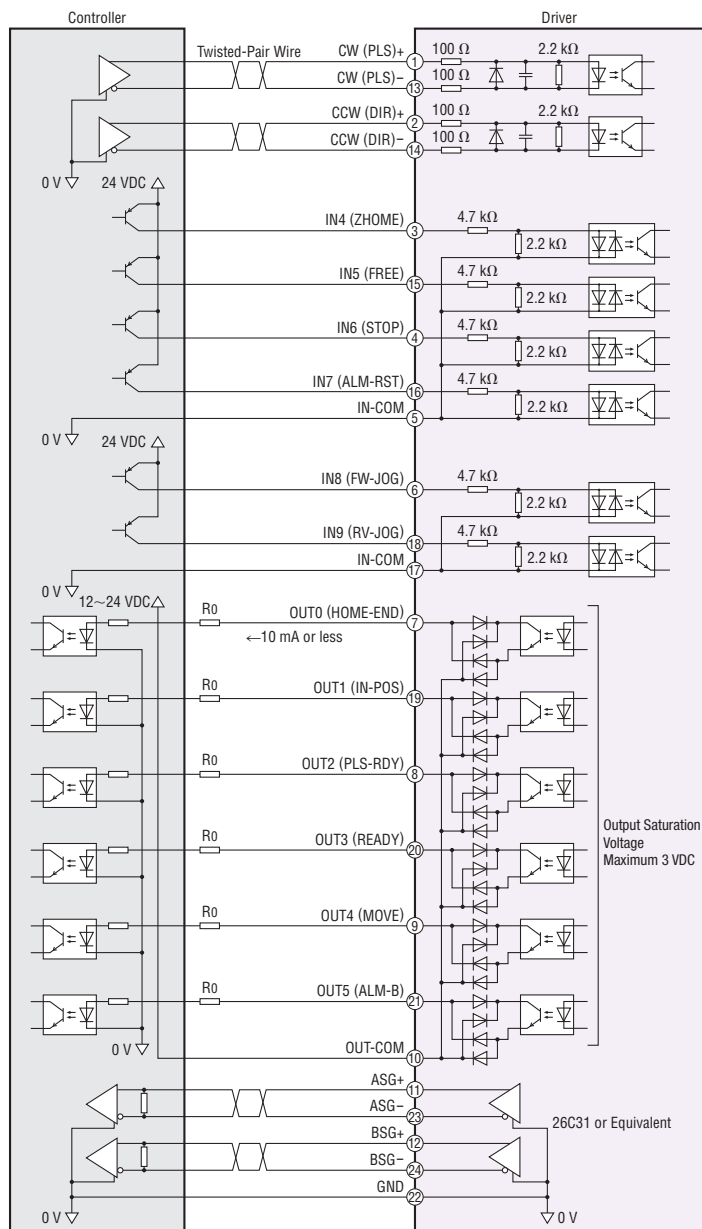 Controller
Driver
Twisted-Pair Wire
CW (PLS)+
1
100 Ω
2.2 kΩ
CW (PLS)−
13
100 Ω
CCW (DIR)+
2
100 Ω
2.2 kΩ
CCW (DIR)−
14
100 Ω
0 V
24 VDC
IN4 (ZHOME)
3
4.7 kΩ
2.2 kΩ
IN5 (FREE)
15
4.7 kΩ
2.2 kΩ
IN6 (STOP)
4
4.7 kΩ
2.2 kΩ
IN7 (ALM-RST)
16
4.7 kΩ
2.2 kΩ
IN-COM
5
0 V
24 VDC
IN8 (FW-JOG)
6
4.7 kΩ
2.2 kΩ
IN9 (RV-JOG)
18
4.7 kΩ
2.2 kΩ
IN-COM
17
0 V
12~24 VDC
R0
OUT0 (HOME-END)
7
←10 mA or less
R0
OUT1 (IN-POS)
19
R0
OUT2 (PLS-RDY)
8
R0
OUT3 (READY)
20
Output Saturation
Voltage
Maximum 3 VDC
R0
OUT4 (MOVE)
9
R0
OUT5 (ALM-B)
21
0 V
OUT-COM
10
ASG+
11
ASG−
23
26C31 or Equivalent
BSG+
12
BSG−
24
GND
22
0 V
0 V